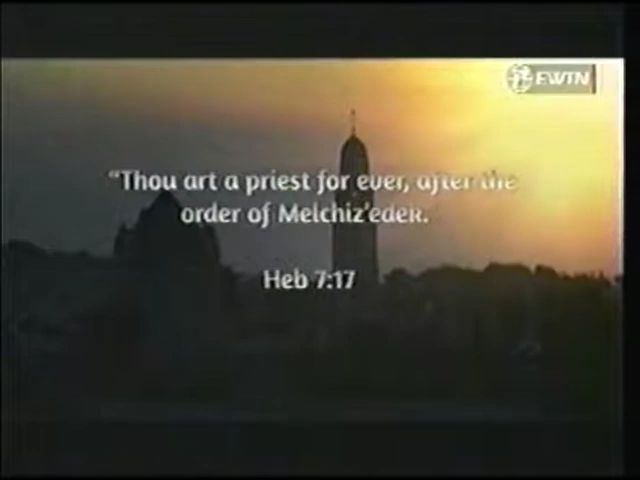 EWTN
"Thou art a priest for ever, after the
order of Melchiz'edek.
Heb 7:17